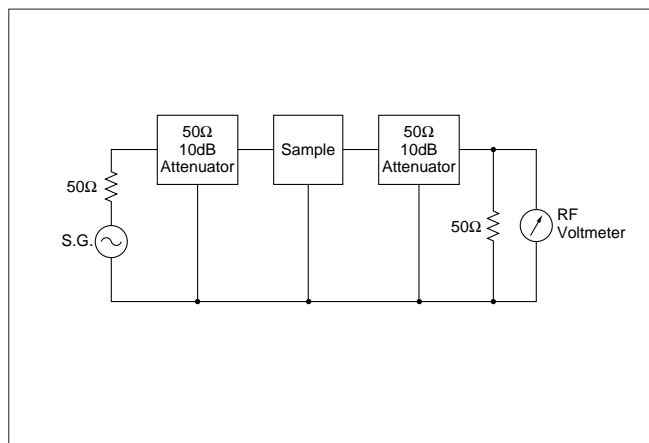 50Ω
10dB
Attenuator
Sample
50Ω
10dB
Attenuator
50Ω
S.G.
50Ω
RF
Voltmeter